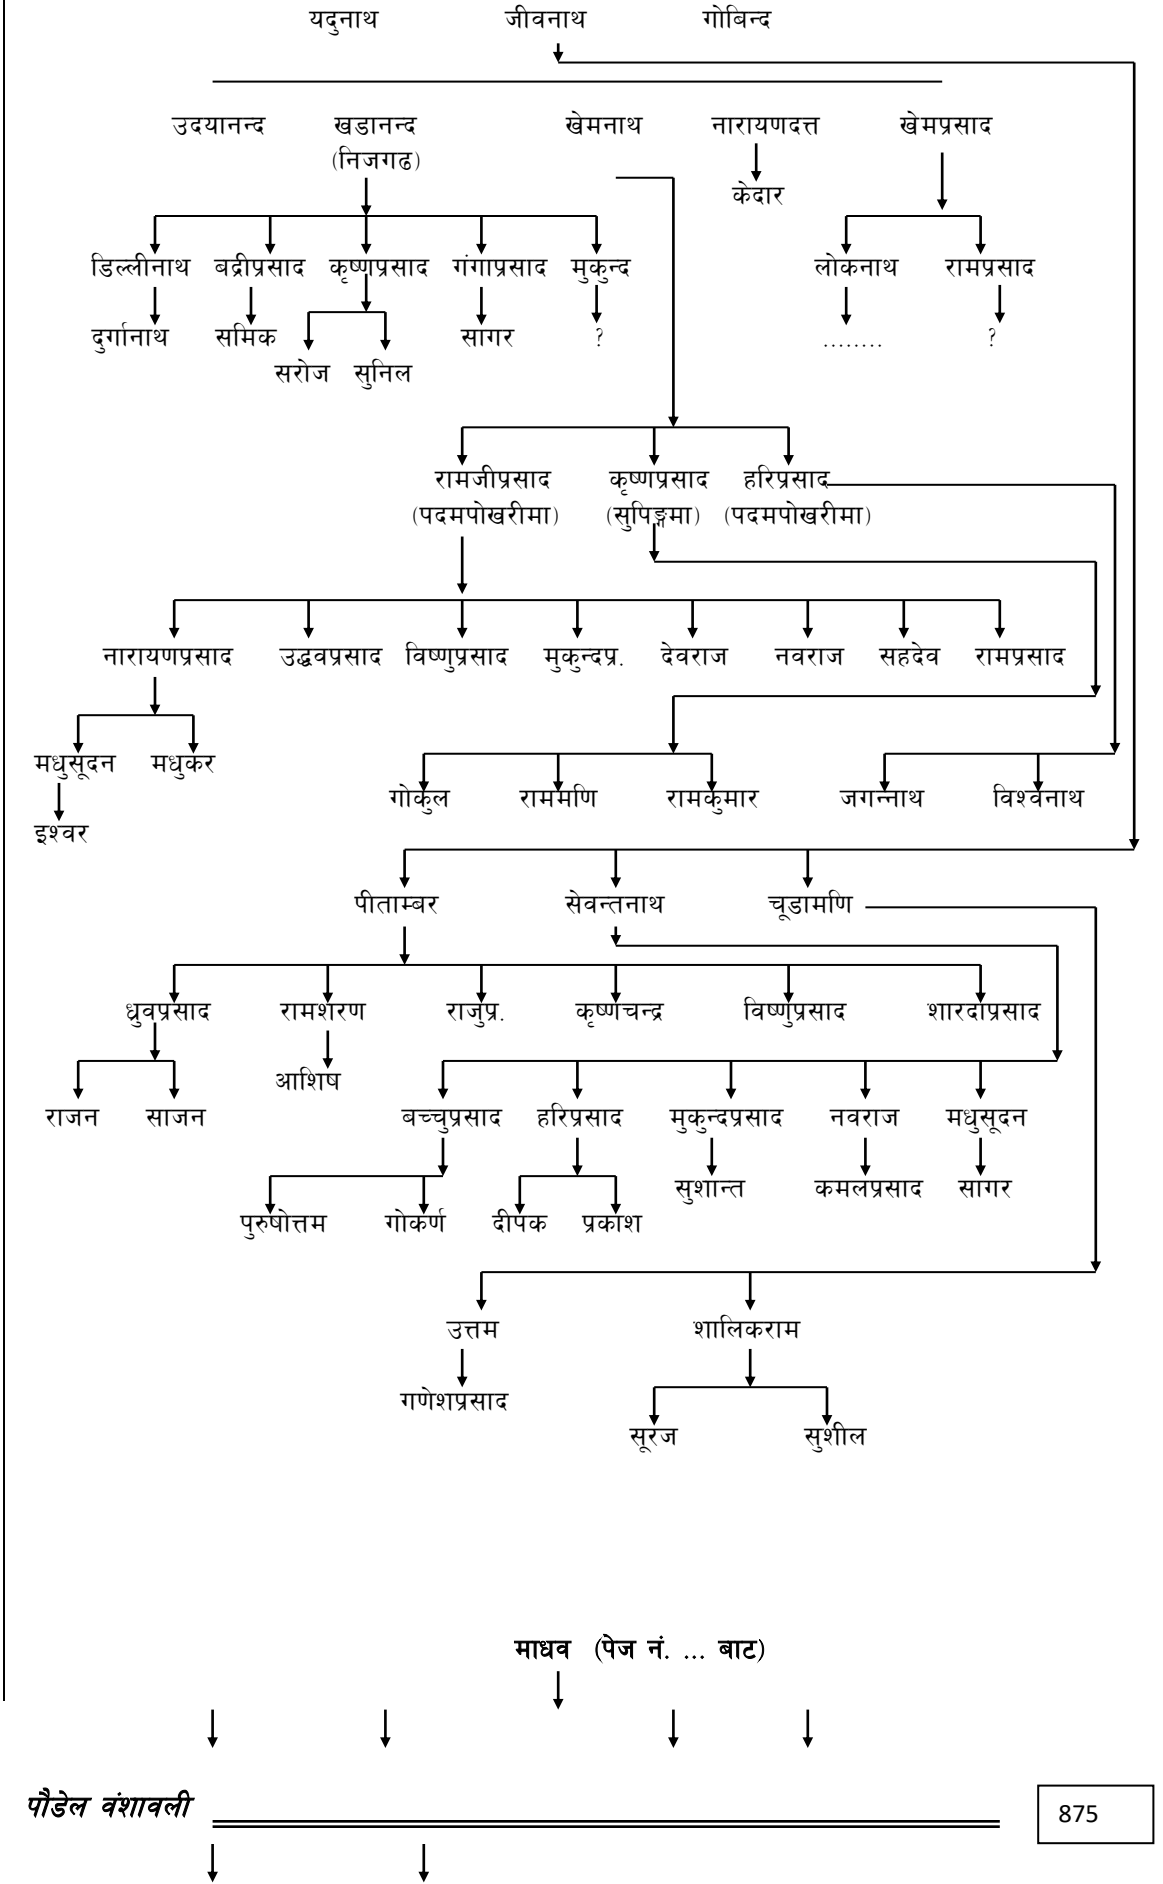 यदुनाथ जीवनाथ गोबिन्द
उदयानन्द खडानन्द खेमनाथ नारायणदत्त खेमप्रसाद
(निजगढ)
केदार
डिल्लीनाथ बद्रीप्रसाद कृष्णप्रसाद गंगाप्रसाद मुकुन्द लोकनाथ रामप्रसाद
दुर्गानाथ समिक सागर ? ........ ?
सरोज सुनिल
रामजीप्रसाद कृष्णप्रसाद हरिप्रसाद
(पदमपोखरीमा) (सुपिङ्गमा) (पदमपोखरीमा)
नारायणप्रसाद उद्धवप्रसाद विष्णुप्रसाद मुकुन्दप्र. देवराज नवराज सहदेव रामप्रसाद
मधुसूदन मधुकर
गोकुल राममणि रामकुमार जगन्नाथ विश्वनाथ
इश्वर
पीताम्बर सेवन्तनाथ चूडामणि
ध्रुवप्रसाद रामशरण राजुप्र. कृष्णचन्द्र विष्णुप्रसाद शारदाप्रसाद
आशिष
राजन साजन बच्चुप्रसाद हरिप्रसाद मुकुन्दप्रसाद नवराज मधुसूदन
सुशान्त कमलप्रसाद सागर
पुरुषोत्तम गोकर्ण दीपक प्रकाश
उत्तम शालिकराम
गणेशप्रसाद
सूरज सुशील
माधव (पेज नं. ... बाट)
पौडेल वंशावली 875